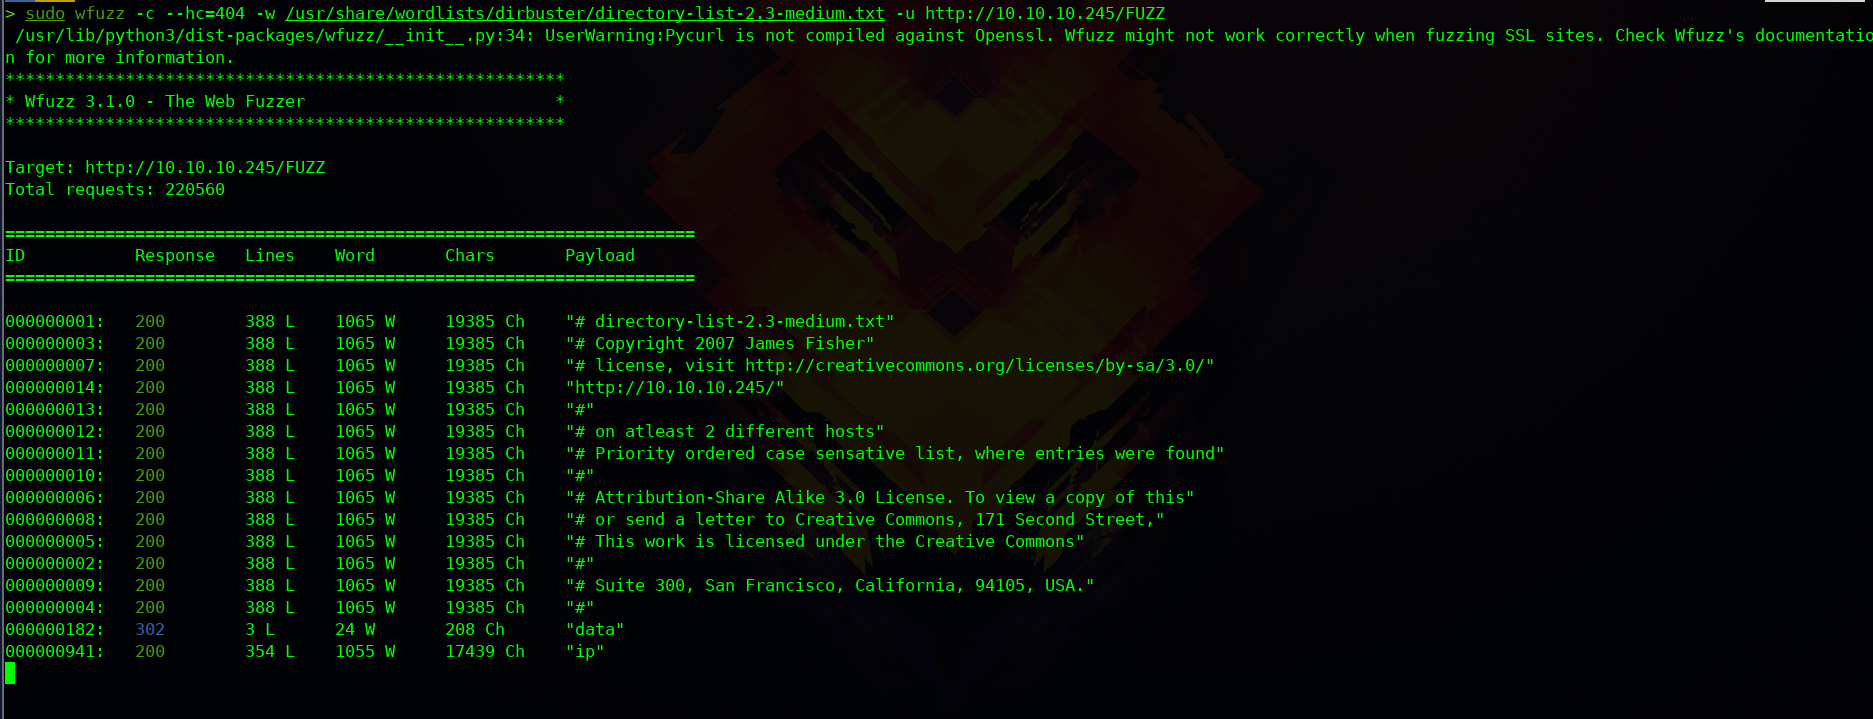 > sudo wfuzz -c --hc=404 -w /usr/share/wordlists/dirbuster/directory-list-2.3-medium.txt -u http://10.10.10.245/FUZZ
/usr/lib/python3/dist-packages/wfuzz/__init__.py:34: UserWarning:Pycurl is not compiled against Openssl. Wfuzz might not work correctly when fuzzing SSL sites. Check Wfuzz's documentatio
n for more information.
********************************************************
* Wfuzz 3.1.0 - The Web Fuzzer                         *
********************************************************
Target: http://10.10.10.245/FUZZ
Total requests: 220560
=====================================================================
ID           Response   Lines    Word       Chars       Payload
=====================================================================
000000001:   200        388 L    1065 W     19385 Ch    "# directory-list-2.3-medium.txt"
000000003:   200        388 L    1065 W     19385 Ch    "# Copyright 2007 James Fisher"
000000007:   200        388 L    1065 W     19385 Ch    "# license, visit http://creativecommons.org/licenses/by-sa/3.0/"
000000014:   200        388 L    1065 W     19385 Ch    "http://10.10.10.245/"
000000013:   200        388 L    1065 W     19385 Ch    "#"
000000012:   200        388 L    1065 W     19385 Ch    "# on atleast 2 different hosts"
000000011:   200        388 L    1065 W     19385 Ch    "# Priority ordered case sensative list, where entries were found"
000000010:   200        388 L    1065 W     19385 Ch    "#"
000000006:   200        388 L    1065 W     19385 Ch    "# Attribution-Share Alike 3.0 License. To view a copy of this"
000000008:   200        388 L    1065 W     19385 Ch    "# or send a letter to Creative Commons, 171 Second Street,"
000000005:   200        388 L    1065 W     19385 Ch    "# This work is licensed under the Creative Commons"
000000002:   200        388 L    1065 W     19385 Ch    "#"
000000009:   200        388 L    1065 W     19385 Ch    "# Suite 300, San Francisco, California, 94105, USA."
000000004:   200        388 L    1065 W     19385 Ch    "#"
000000182:   302        3 L      24 W       208 Ch      "data"
000000941:   200        354 L    1055 W     17439 Ch    "ip"